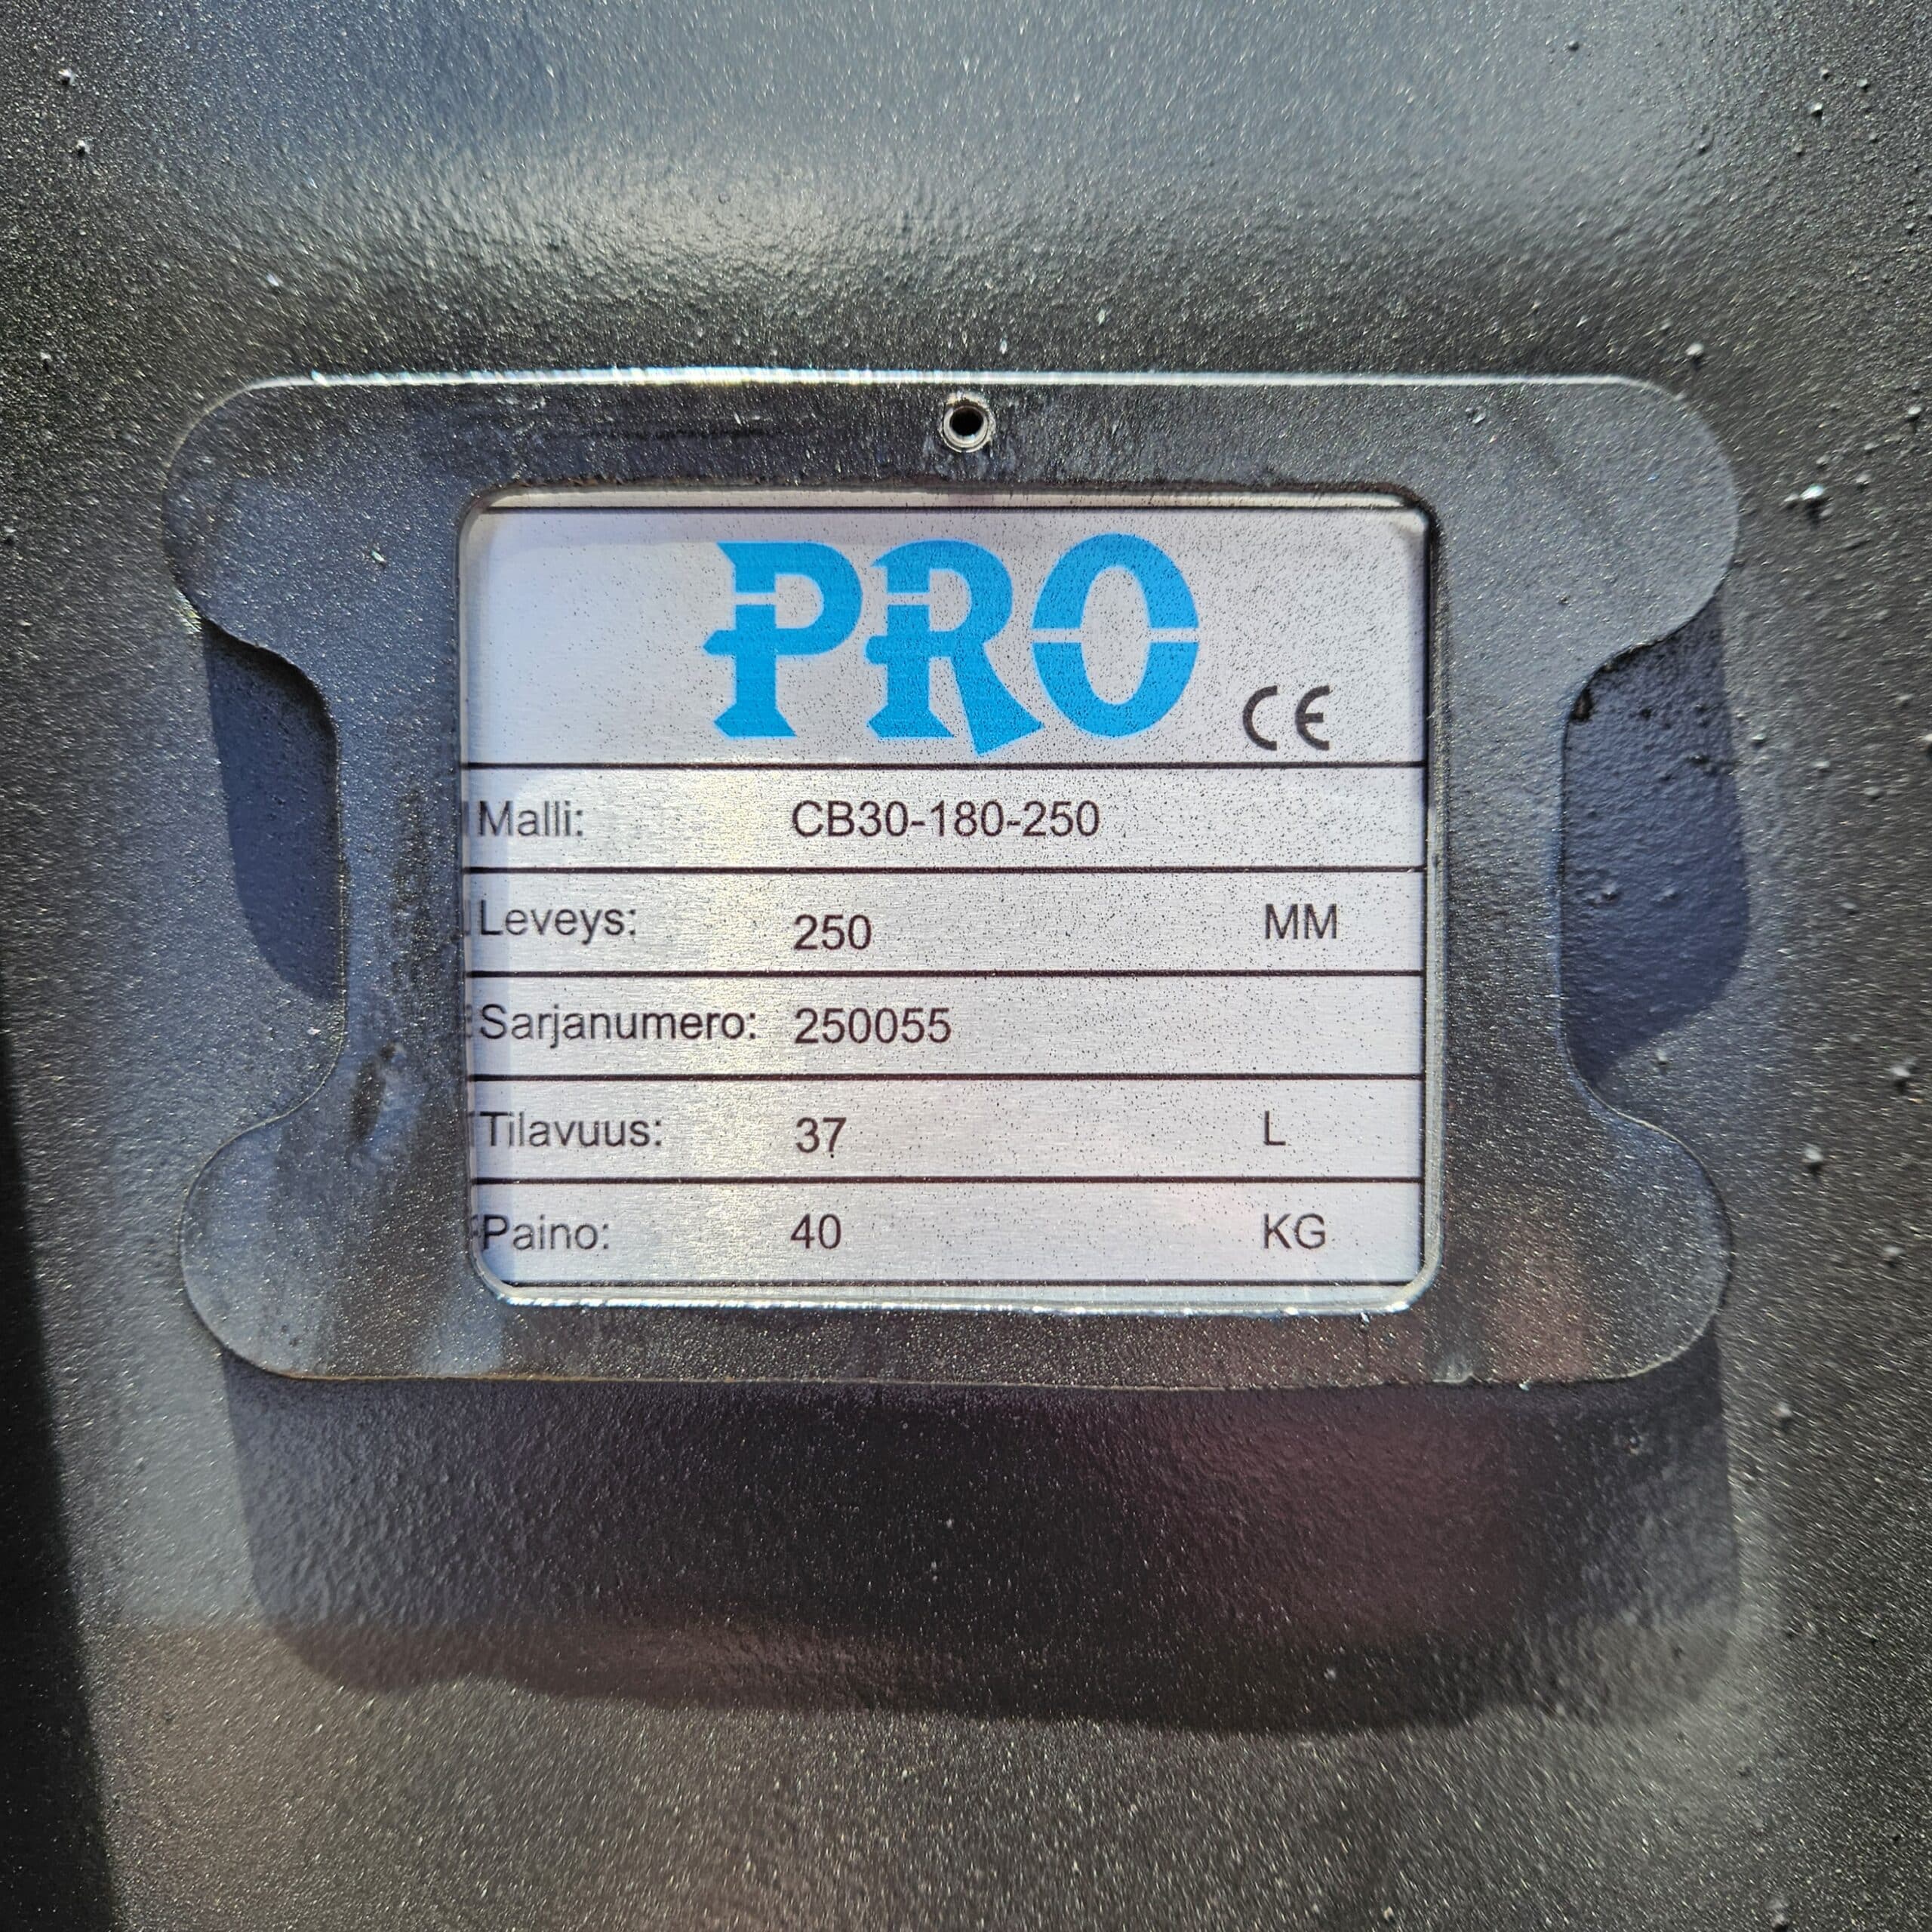 PRO
CE
Malli: CB30-180-250
Leveys: 250 MM
Sarjanumero: 250055
Tilavuus: 37 L
Paino: 40 KG